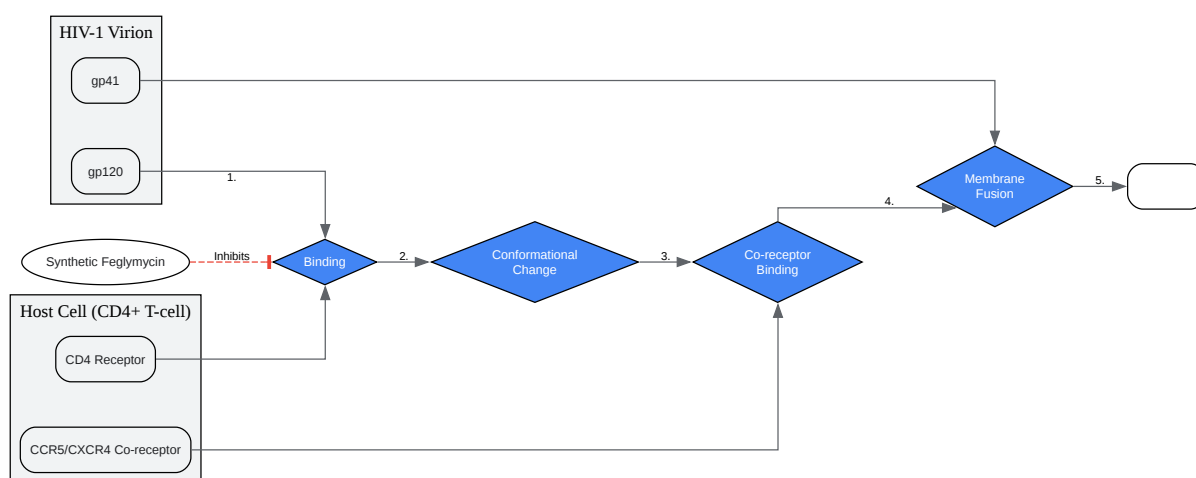 HIV-1 Virion
gp41
gp120
1.
Synthetic Feglymycin
Inhibits
Binding
2.
Conformational
Change
3.
Co-receptor
Binding
4.
Membrane
Fusion
5.
Host Cell (CD4+ T-cell)
CD4 Receptor
CCR5/CXCR4 Co-receptor